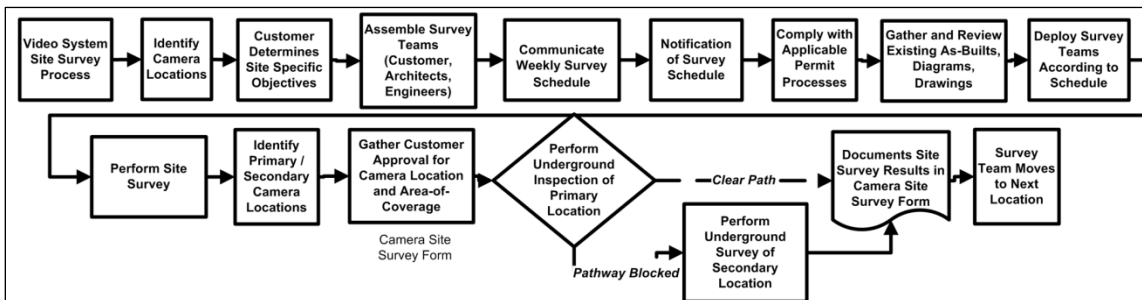 Video System
Site Survey
Process
Identify
Camera
Locations
Customer
Determines
Site Specific
Objectives
Assemble Survey
Teams
(Customer,
Architects,
Engineers)
Communicate
Weekly Survey
Schedule
Notification
of Survey
Schedule
Comply with
Applicable
Permit
Processes
Gather and Review
Existing As-Builts,
Diagrams,
Drawings
Deploy Survey
Teams
According to
Schedule
Perform Site
Survey
Identify
Primary /
Secondary
Camera
Locations
Gather Customer
Approval for
Camera Location
and Area-of-
Coverage
Camera Site
Survey Form
Perform
Underground
Inspection of
Primary
Location
Clear Path
Pathway Blocked
Perform
Underground
Survey of
Secondary
Location
Documents Site
Survey Results in
Camera Site
Survey Form
Survey
Team Moves
to Next
Location